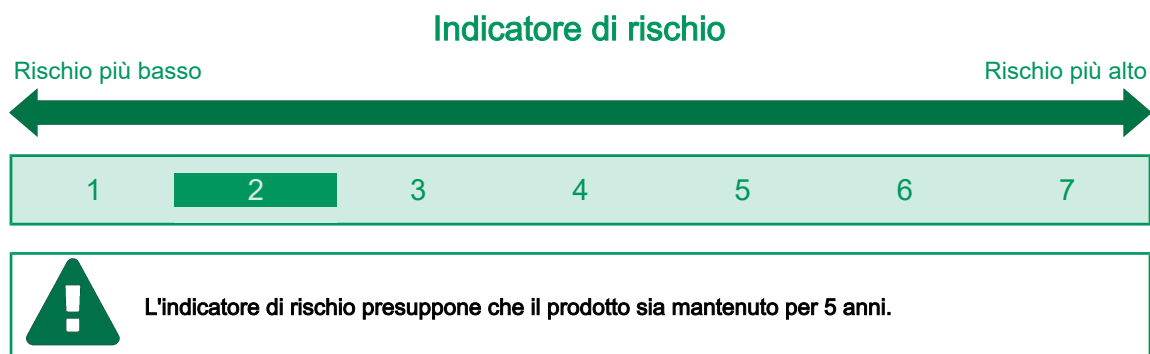 Indicatore di rischio
Rischio più basso Rischio più alto
1 2 3 4 5 6 7
L'indicatore di rischio presuppone che il prodotto sia mantenuto per 5 anni.